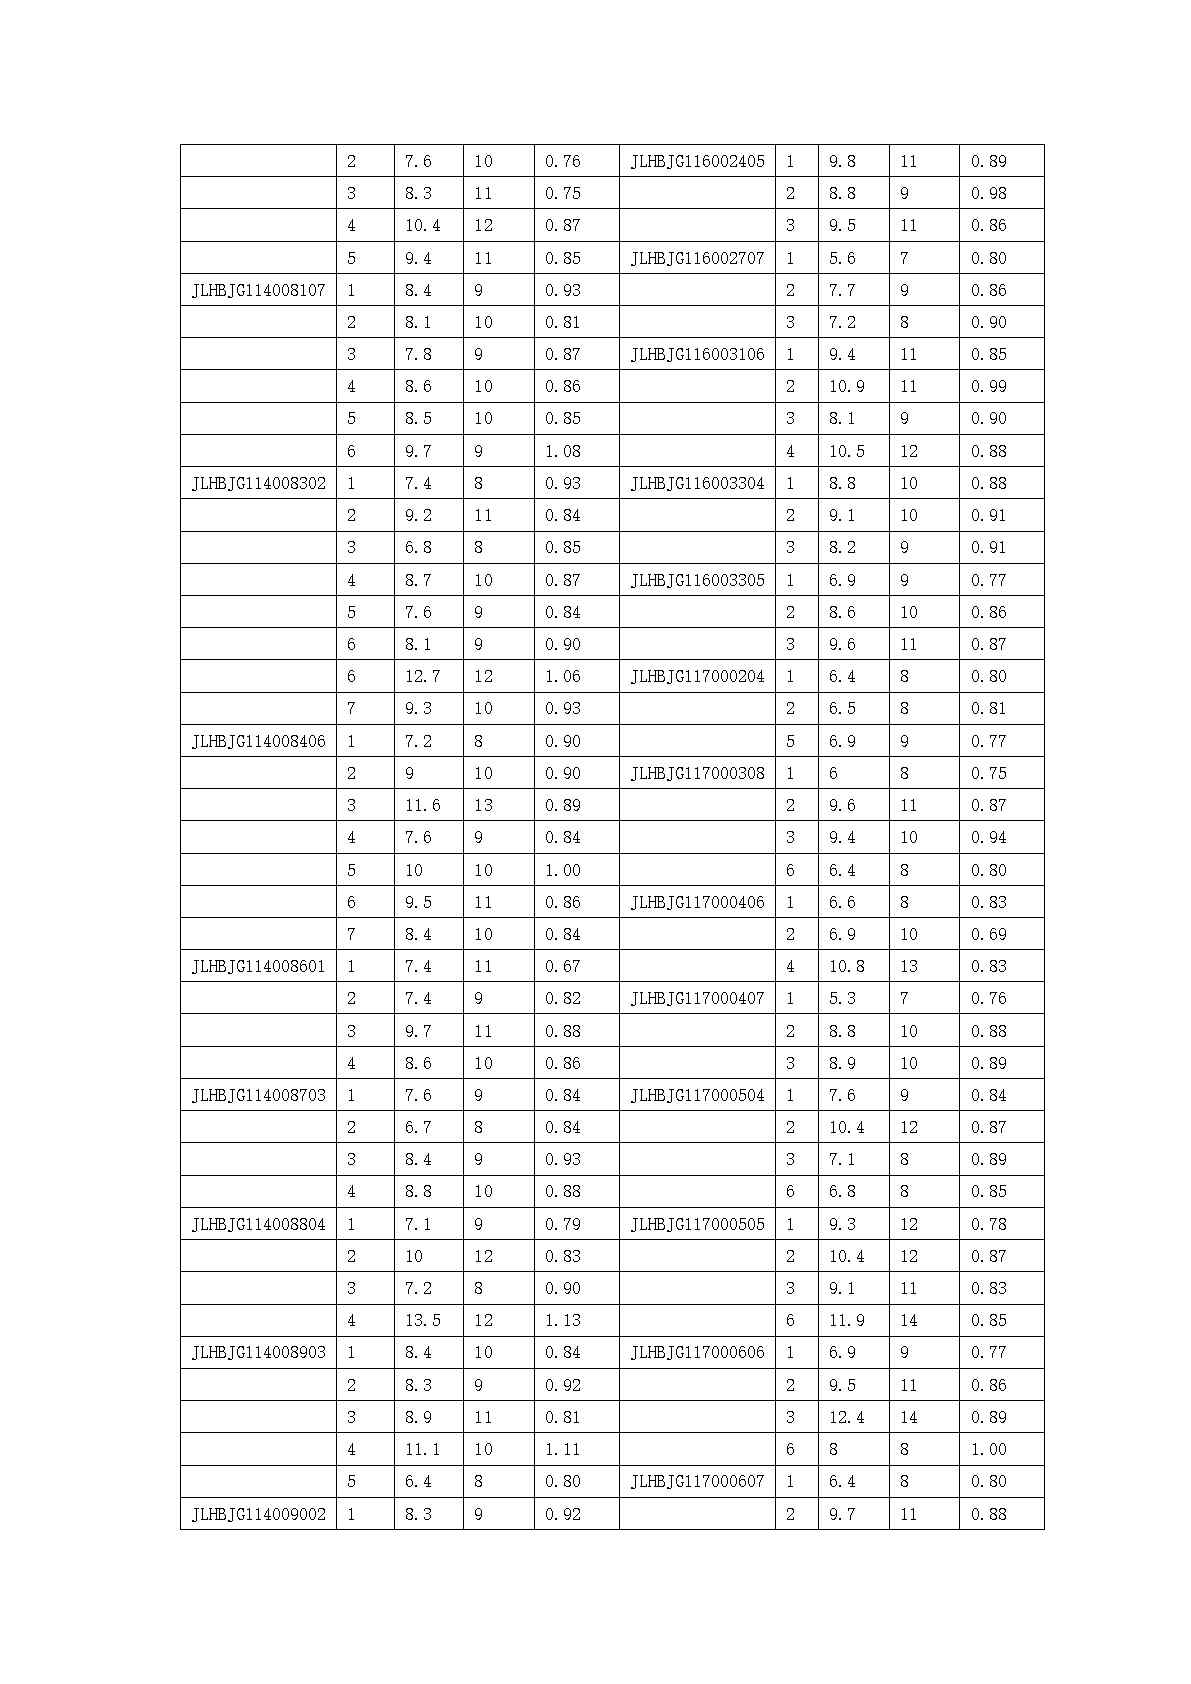 2 7.6 10 0.76 JLHBJG116002405 1 9.8 11 0.89
3 8.3 11 0.75 2 8.8 9 0.98
4 10.4 12 0.87 3 9.5 11 0.86
5 9.4 11 0.85 JLHBJG116002707 1 5.6 7 0.80
JLHBJG114008107 1 8.4 9 0.93 2 7.7 9 0.86
2 8.1 10 0.81 3 7.2 8 0.90
3 7.8 9 0.87 JLHBJG116003106 1 9.4 11 0.85
4 8.6 10 0.86 2 10.9 11 0.99
5 8.5 10 0.85 3 8.1 9 0.90
6 9.7 9 1.08 4 10.5 12 0.88
JLHBJG114008302 1 7.4 8 0.93 JLHBJG116003304 1 8.8 10 0.88
2 9.2 11 0.84 2 9.1 10 0.91
3 6.8 8 0.85 3 8.2 9 0.91
4 8.7 10 0.87 JLHBJG116003305 1 6.9 9 0.77
5 7.6 9 0.84 2 8.6 10 0.86
6 8.1 9 0.90 3 9.6 11 0.87
6 12.7 12 1.06 JLHBJG117000204 1 6.4 8 0.80
7 9.3 10 0.93 2 6.5 8 0.81
JLHBJG114008406 1 7.2 8 0.90 5 6.9 9 0.77
2 9 10 0.90 JLHBJG117000308 1 6 8 0.75
3 11.6 13 0.89 2 9.6 11 0.87
4 7.6 9 0.84 3 9.4 10 0.94
5 10 10 1.00 6 6.4 8 0.80
6 9.5 11 0.86 JLHBJG117000406 1 6.6 8 0.83
7 8.4 10 0.84 2 6.9 10 0.69
JLHBJG114008601 1 7.4 11 0.67 4 10.8 13 0.83
2 7.4 9 0.82 JLHBJG117000407 1 5.3 7 0.76
3 9.7 11 0.88 2 8.8 10 0.88
4 8.6 10 0.86 3 8.9 10 0.89
JLHBJG114008703 1 7.6 9 0.84 JLHBJG117000504 1 7.6 9 0.84
2 6.7 8 0.84 2 10.4 12 0.87
3 8.4 9 0.93 3 7.1 8 0.89
4 8.8 10 0.88 6 6.8 8 0.85
JLHBJG114008804 1 7.1 9 0.79 JLHBJG117000505 1 9.3 12 0.78
2 10 12 0.83 2 10.4 12 0.87
3 7.2 8 0.90 3 9.1 11 0.83
4 13.5 12 1.13 6 11.9 14 0.85
JLHBJG114008903 1 8.4 10 0.84 JLHBJG117000606 1 6.9 9 0.77
2 8.3 9 0.92 2 9.5 11 0.86
3 8.9 11 0.81 3 12.4 14 0.89
4 11.1 10 1.11 6 8 8 1.00
5 6.4 8 0.80 JLHBJG117000607 1 6.4 8 0.80
JLHBJG114009002 1 8.3 9 0.92 2 9.7 11 0.88